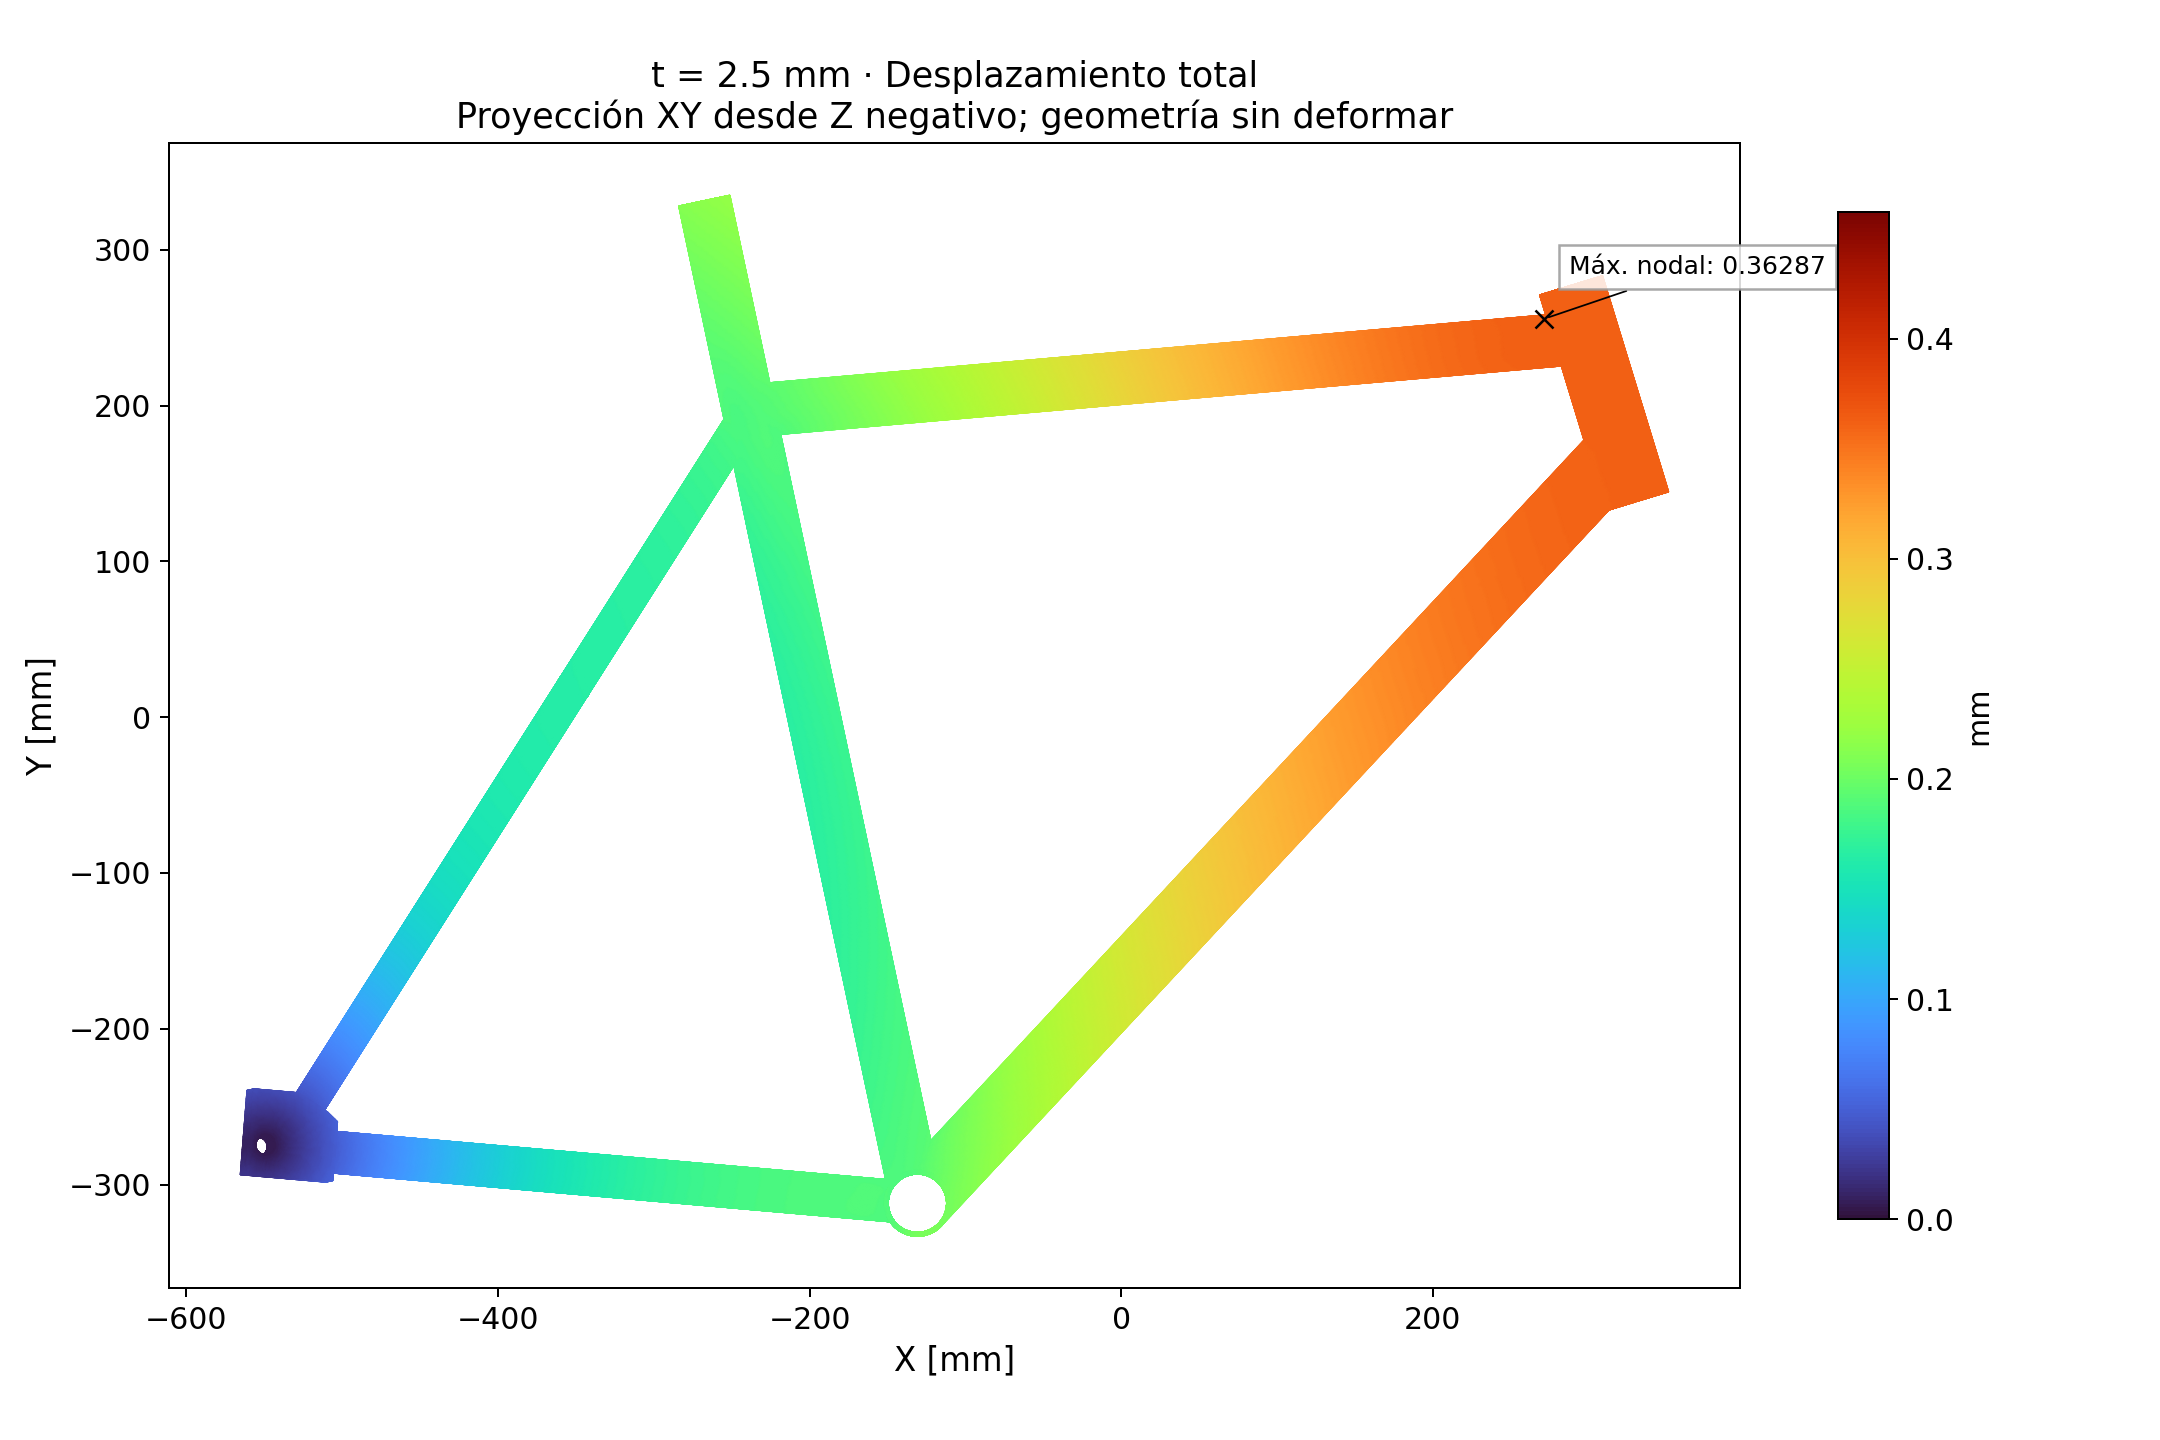 t = 2.5 mm · Desplazamiento total
Proyección XY desde Z negativo; geometría sin deformar
Máx. nodal: 0.36287
300
200
100
0
−100
−200
−300
Y [mm]
−600
−400
−200
0
200
X [mm]
0.4
0.3
0.2
0.1
0.0
mm